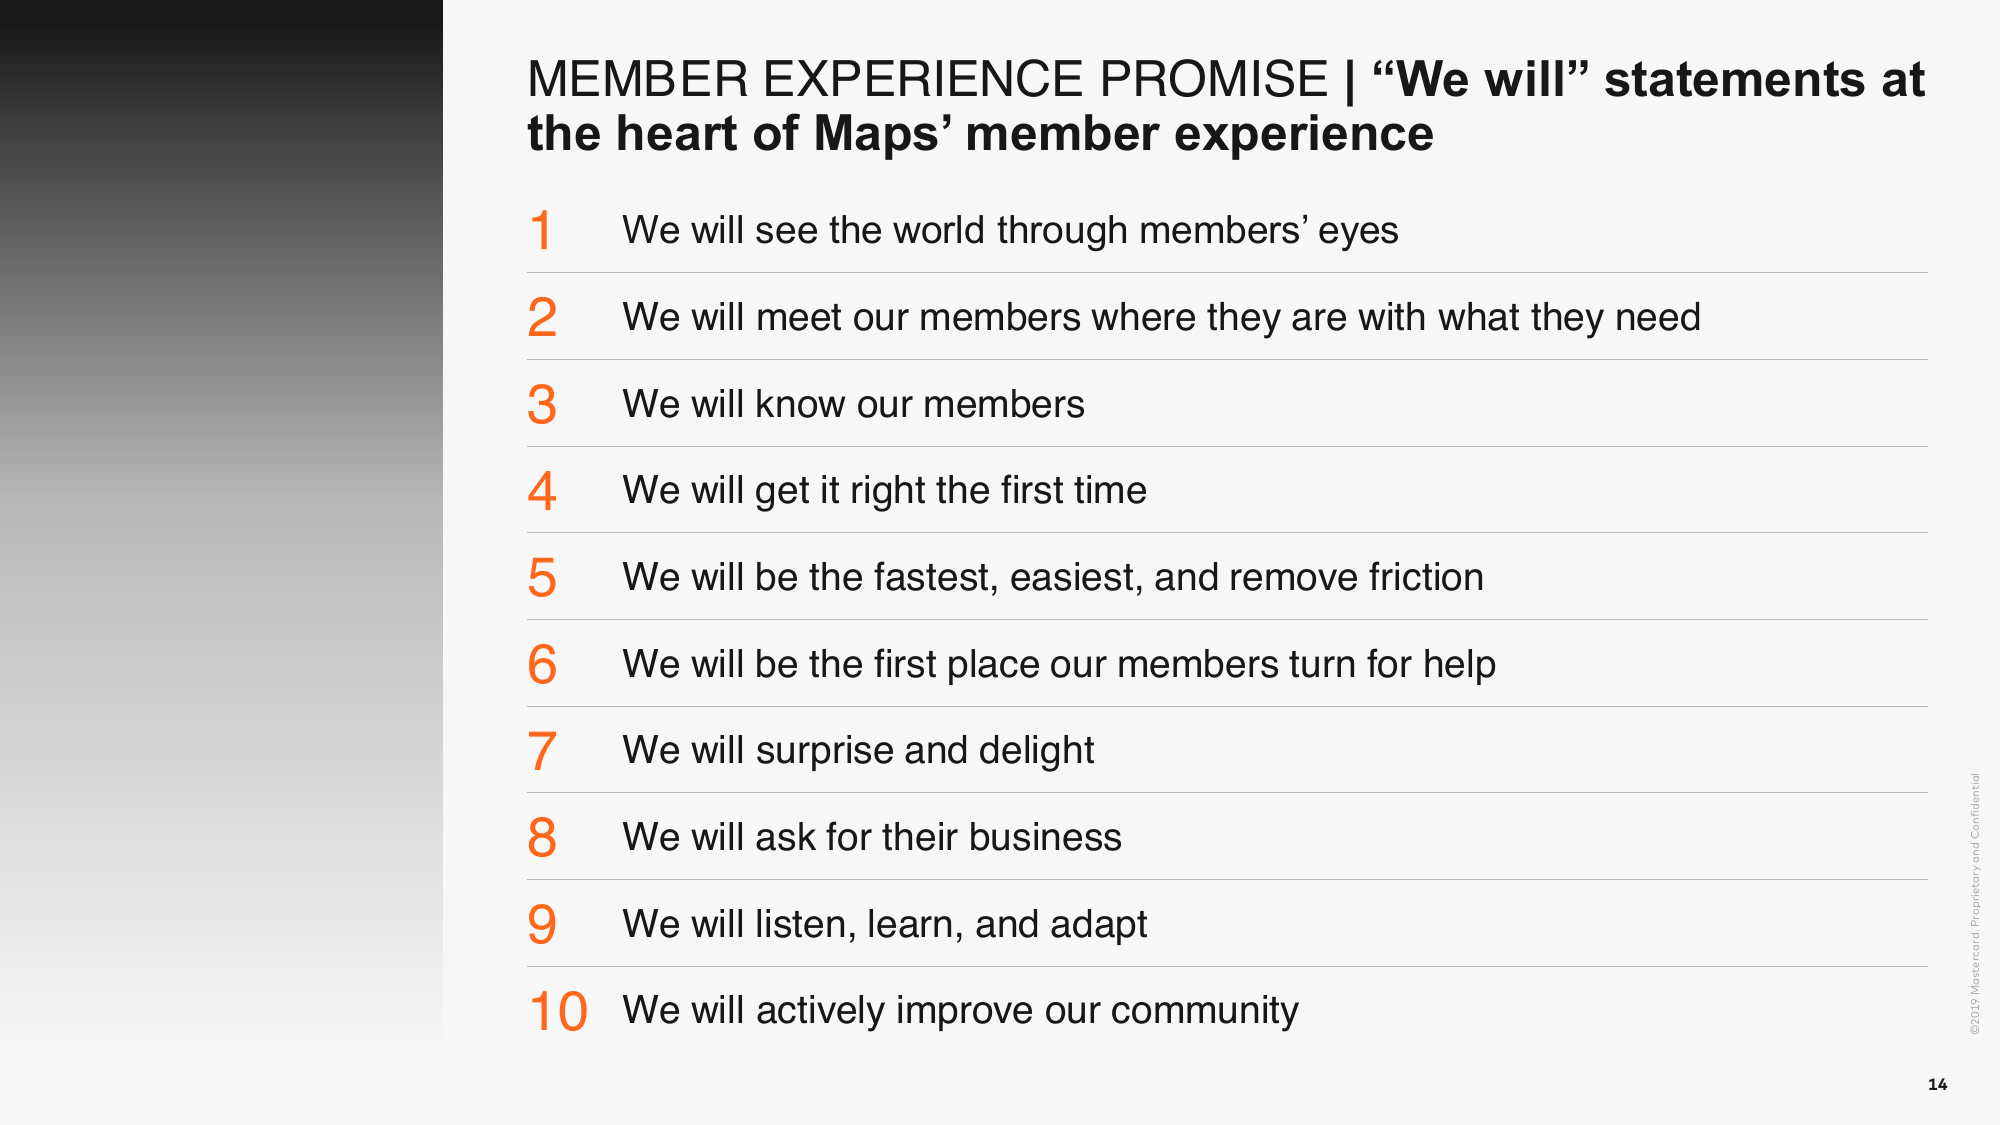 MEMBER EXPERIENCE PROMISE | “We will” statements at
the heart of Maps’ member experience
1 We will see the world through members’ eyes
2 We will meet our members where they are with what they need
3 We will know our members
4 We will get it right the first time
5 We will be the fastest, easiest, and remove friction
6 We will be the first place our members turn for help
7 We will surprise and delight
8 We will ask for their business
9 We will listen, learn, and adapt
10 We will actively improve our community
©2019 Mastercard. Proprietary and Confidential
14